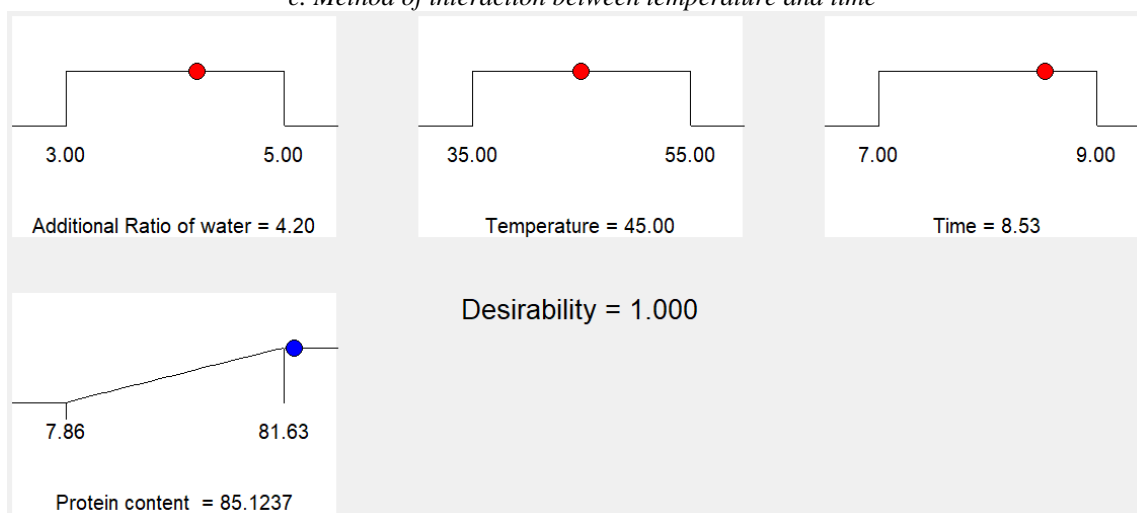 c. Method of interaction between temperature and time
3.00 5.00 35.00 55.00 7.00 9.00
Additional Ratio of water = 4.20 Temperature = 45.00 Time = 8.53
Desirability = 1.000
7.86 81.63
Protein content = 85.1237